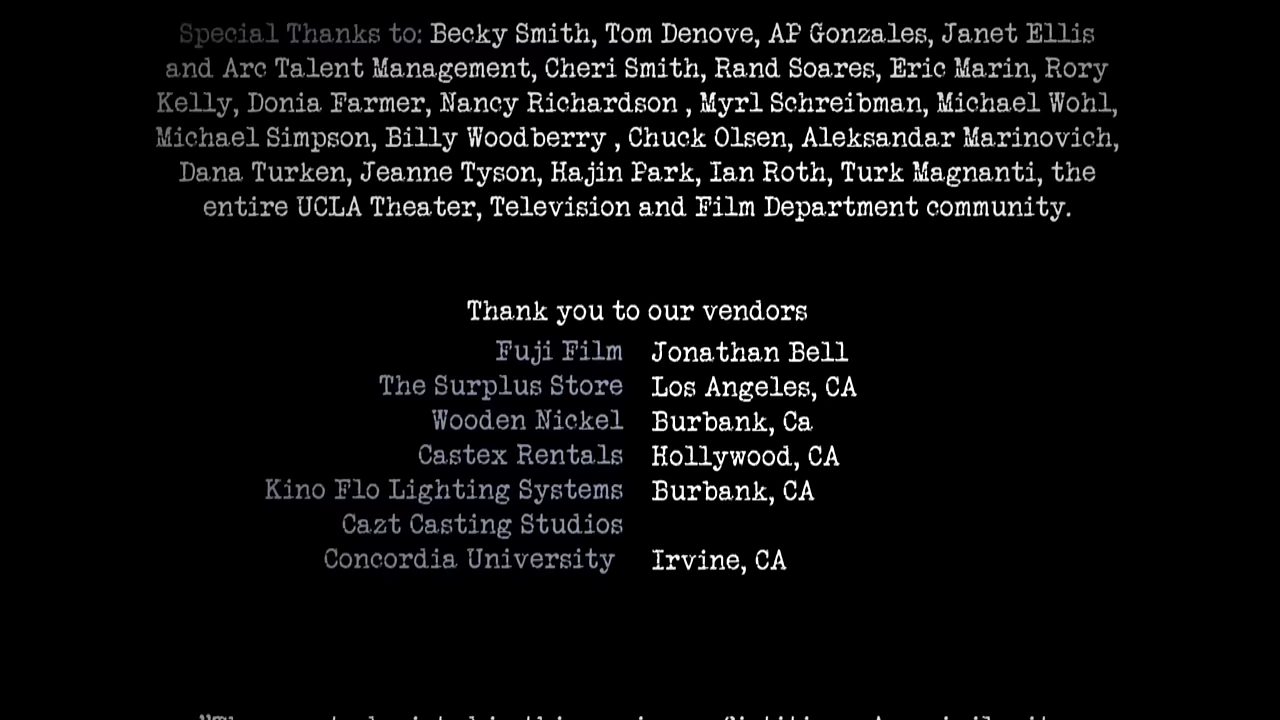 Special Thanks to: Becky Smith, Tom Denove, AP Gonzales, Janet Ellis
and Arc Talent Management, Cheri Smith, Rand Soares, Eric Marin, Rory
Kelly, Donia Farmer, Nancy Richardson , Myrl Schreibman, Michael Wohl,
Michael Simpson, Billy Woodberry , Chuck Olsen, Aleksandar Marinovich,
Dana Turken, Jeanne Tyson, Hajin Park, Ian Roth, Turk Magnanti, the
entire UCLA Theater, Television and Film Department community.
Thank you to our vendors
Fuji Film Jonathan Bell
The Surplus Store Los Angeles, CA
Wooden Nickel Burbank, Ca
Castex Rentals Hollywood, CA
Kino Flo Lighting Systems Burbank, CA
Cazt Casting Studios
Concordia University Irvine, CA